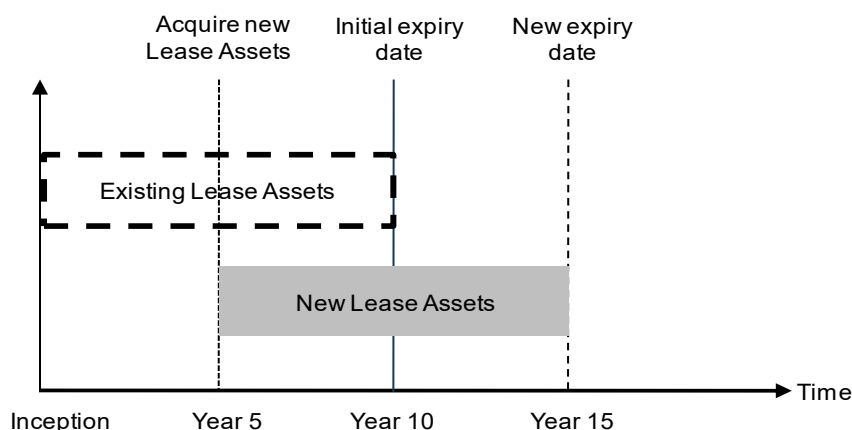 Acquire new
Lease Assets
Initial expiry
date
New expiry
date
Existing Lease Assets
New Lease Assets
Time
Inception
Year 5
Year 10
Year 15